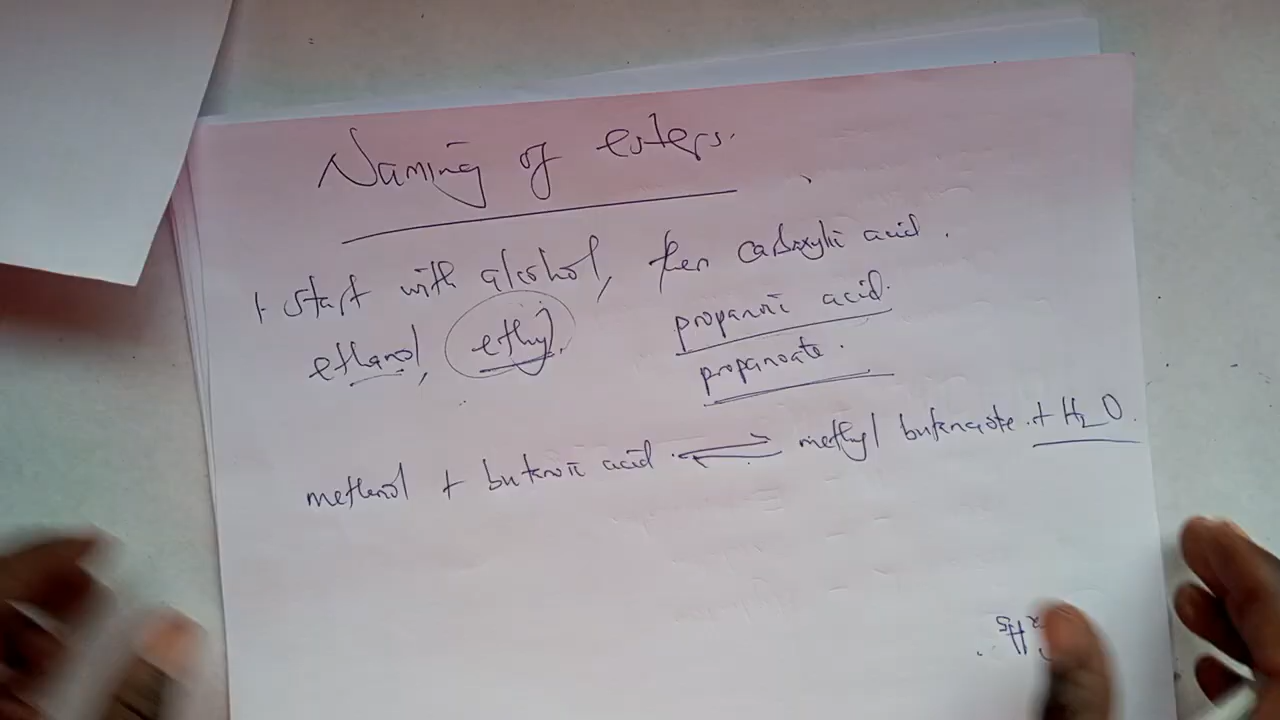 Naming of esters.
1. Start with alcohol, then carboxylic acid.
ethanol, ethyl. propanoic acid.
propanoate.
methanol + butanoic acid ⇌ methyl butanoate + H₂O.